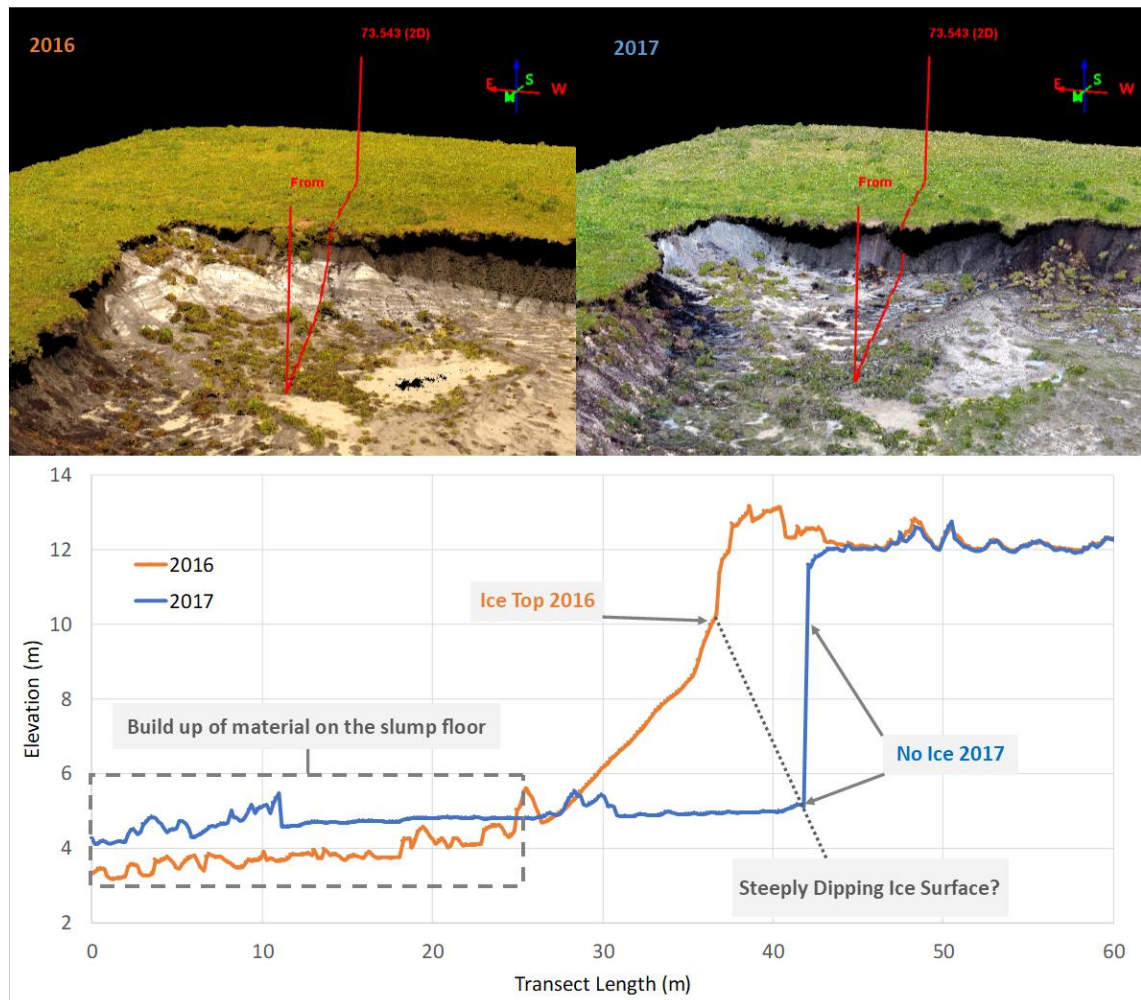 2016
73.543 (2D)
E
S
W
From
2017
73.543 (2D)
E
S
W
From
14
12
10
8
6
4
2
Elevation (m)
2016
2017
Ice Top 2016
Build up of material on the slump floor
No Ice 2017
Steeply Dipping Ice Surface?
0
10
20
30
40
50
60
Transect Length (m)